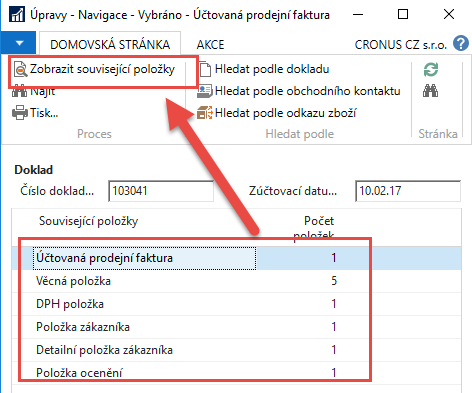 Úpravy - Navigace - Vybráno - Účtovaná prodejní faktura
DOMOVSKÁ STRÁNKA AKCE CRONUS CZ s.r.o.
Zobrazit související položky
Najít
Tisk...
Proces
Hledat podle dokladu
Hledat podle obchodního kontaktu
Hledat podle odkazu zboží
Hledat podle
Stránka
Doklad
Číslo doklad... 103041 Zúčtovací datu... 10.02.17
Související položky Počet položek
Účtovaná prodejní faktura 1
Věcná položka 5
DPH položka 1
Položka zákazníka 1
Detailní položka zákazníka 1
Položka ocenění 1